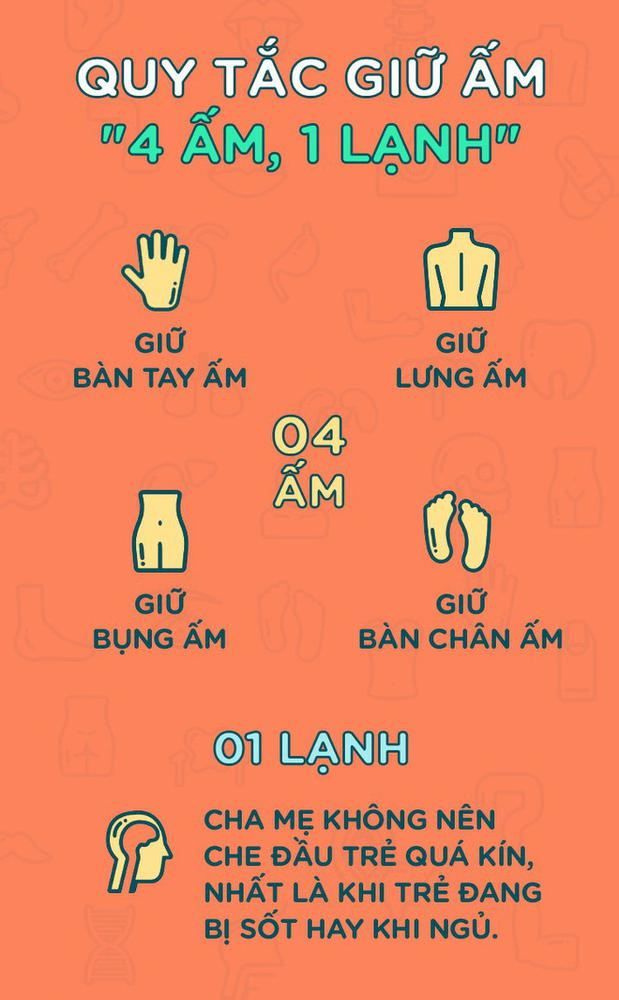 QUY TẮC GIỮ ẤM
"4 ẤM, 1 LẠNH"
GIỮ
BÀN TAY ẤM
GIỮ
LƯNG ẤM
04
ẤM
GIỮ
BỤNG ẤM
GIỮ
BÀN CHÂN ẤM
01 LẠNH
CHA MẸ KHÔNG NÊN
CHE ĐẦU TRẺ QUÁ KÍN,
NHẤT LÀ KHI TRẺ ĐANG
BỊ SỐT HAY KHI NGỦ.